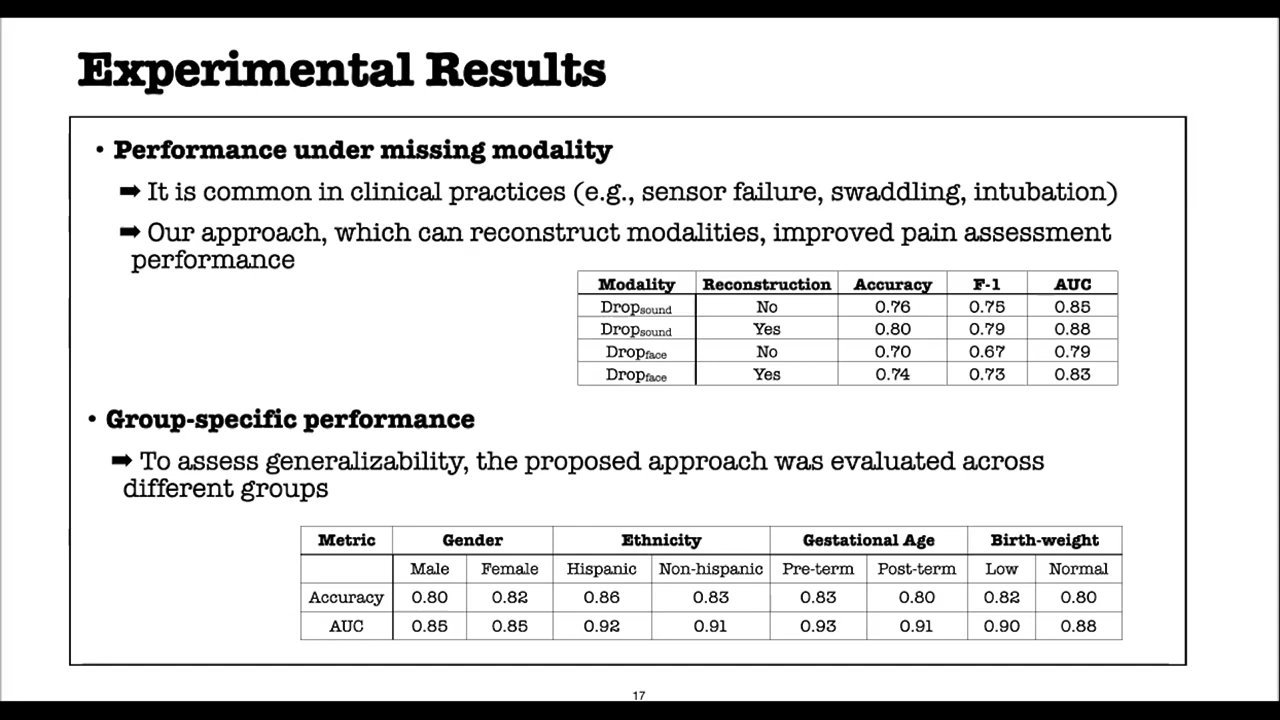 Experimental Results
• Performance under missing modality
➡ It is common in clinical practices (e.g., sensor failure, swaddling, intubation)
➡ Our approach, which can reconstruct modalities, improved pain assessment
performance
Modality Reconstruction Accuracy F-1 AUC
Dropsound No 0.76 0.75 0.85
Dropsound Yes 0.80 0.79 0.88
Dropface No 0.70 0.67 0.79
Dropface Yes 0.74 0.73 0.83
• Group-specific performance
➡ To assess generalizability, the proposed approach was evaluated across
different groups
Metric Gender Ethnicity Gestational Age Birth-weight
Male Female Hispanic Non-hispanic Pre-term Post-term Low Normal
Accuracy 0.80 0.82 0.86 0.83 0.83 0.80 0.82 0.80
AUC 0.85 0.85 0.92 0.91 0.93 0.91 0.90 0.88
17